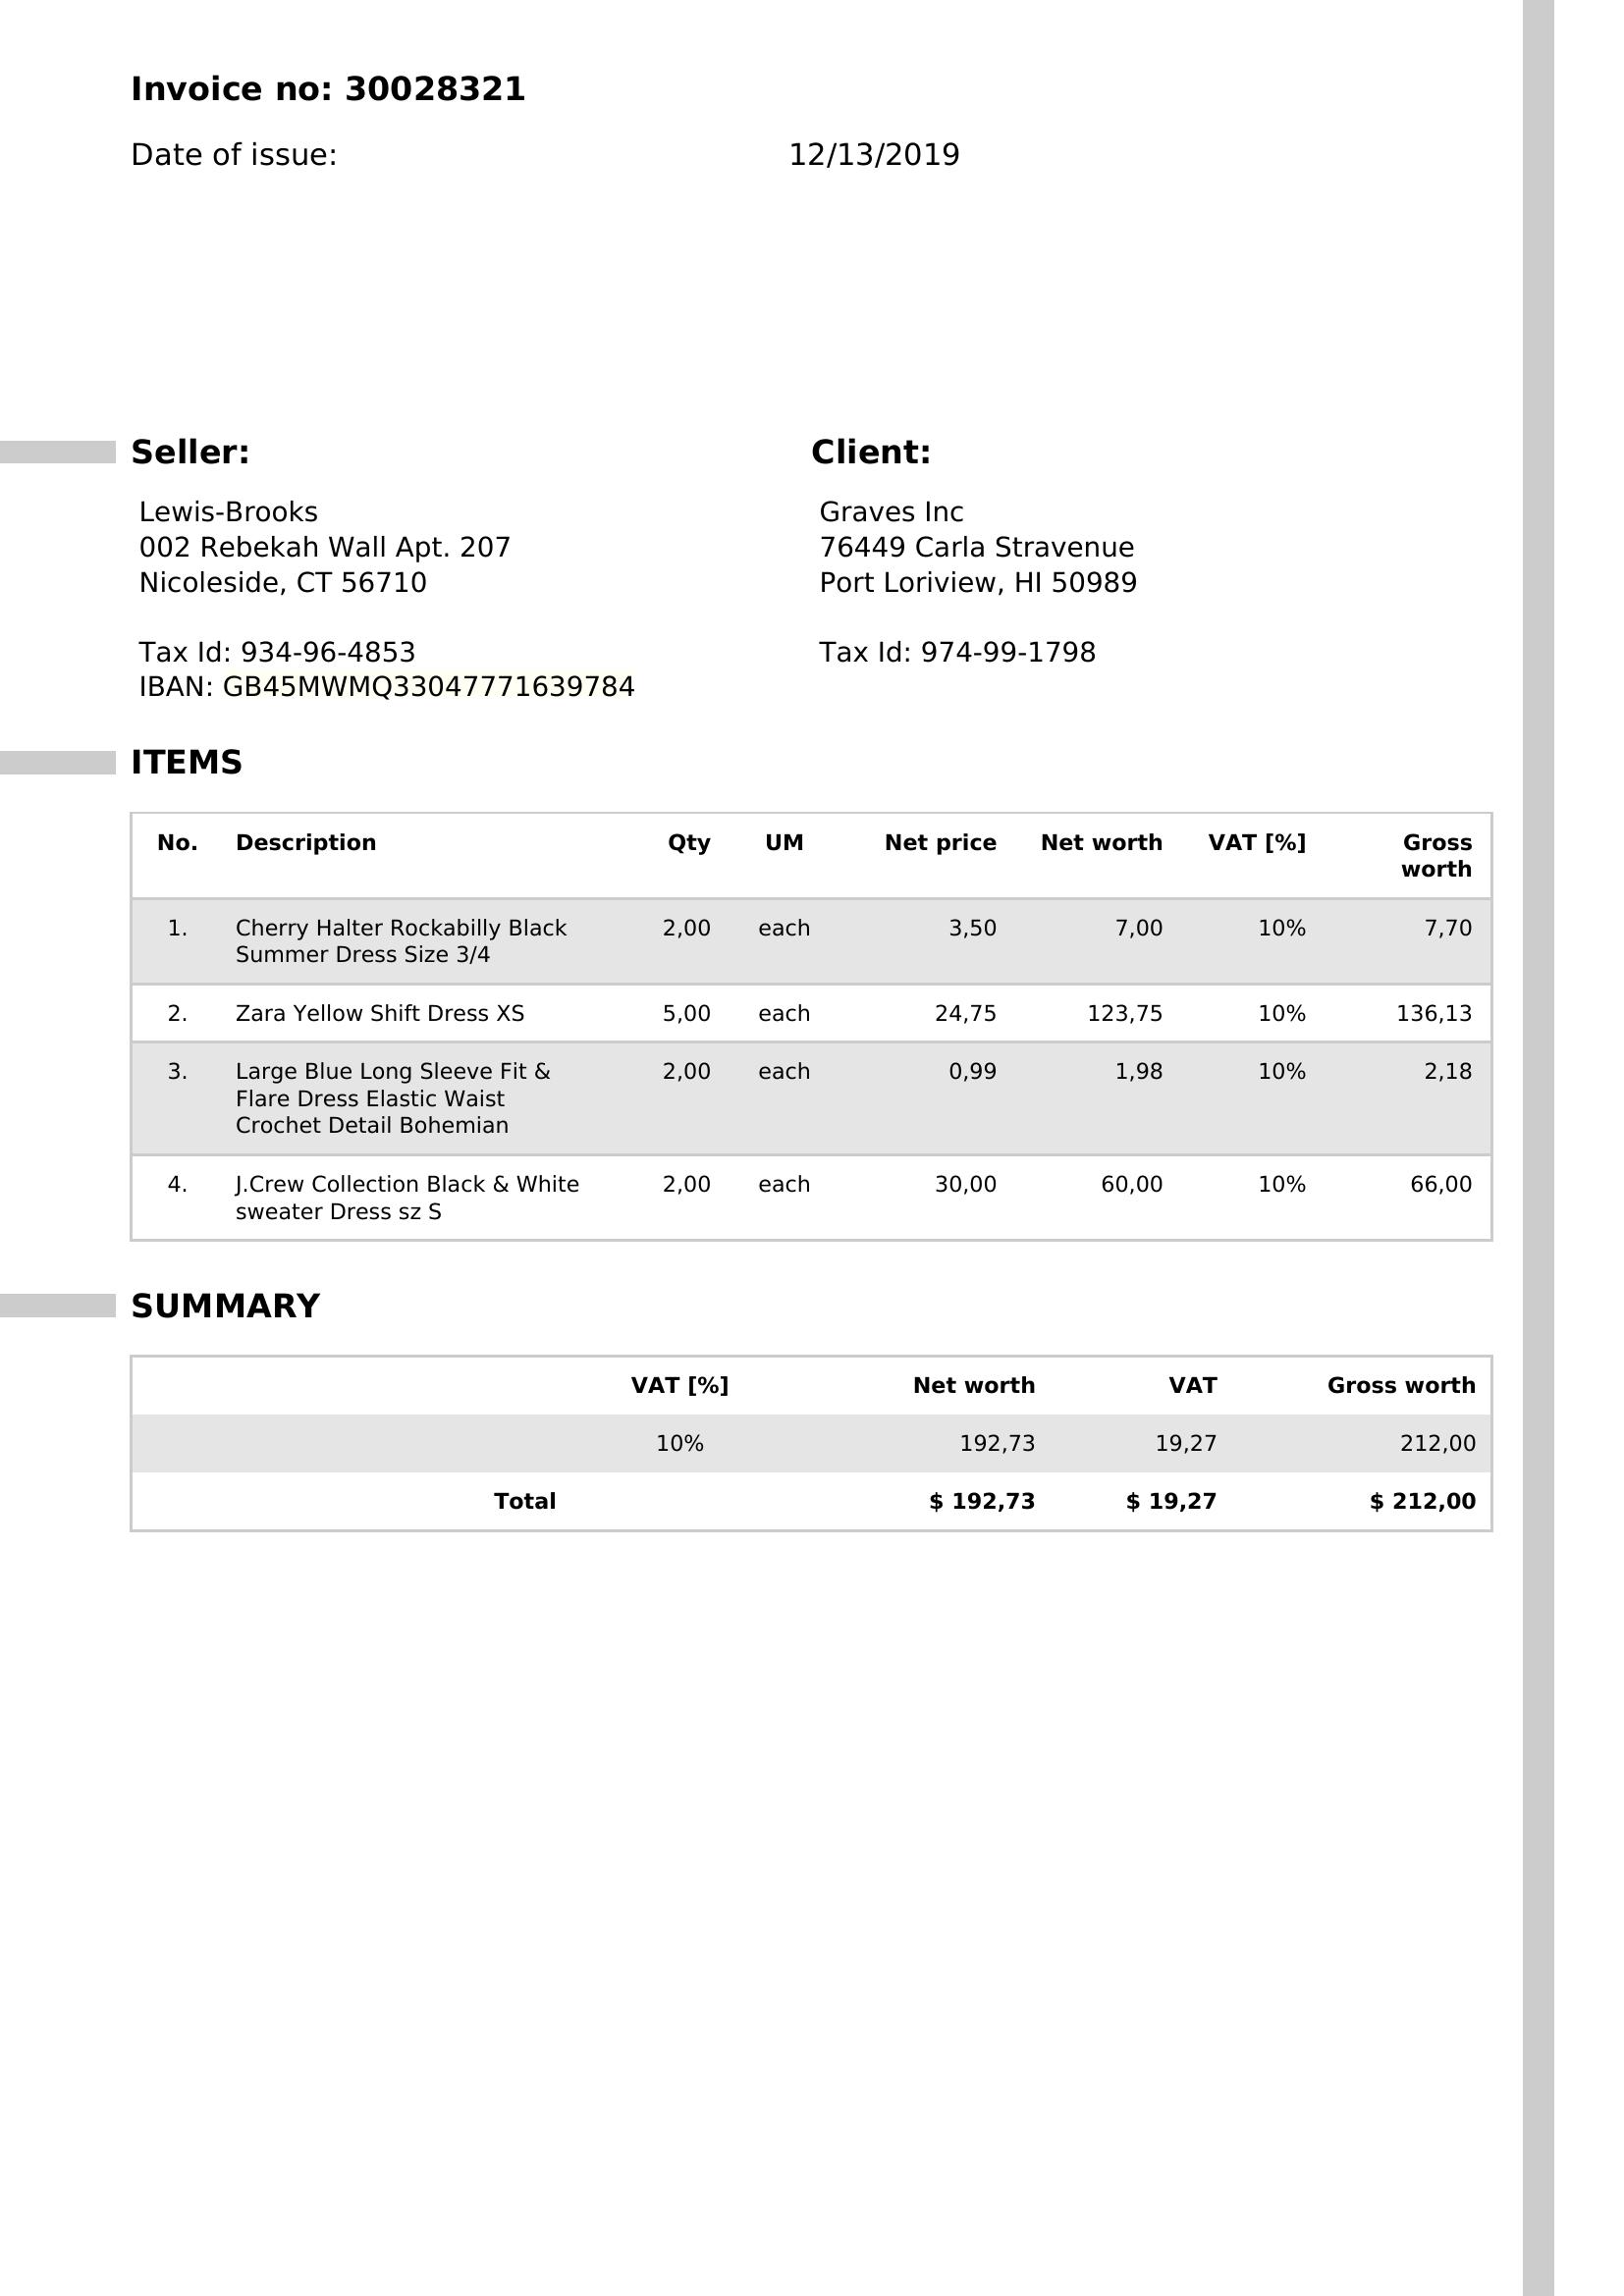 Invoice no: 30028321
Date of issue: 12/13/2019
Seller: Client:
Lewis-Brooks Graves Inc
002 Rebekah Wall Apt. 207 76449 Carla Stravenue
Nicoleside, CT 56710 Port Loriview, HI 50989
Tax Id: 934-96-4853 Tax Id: 974-99-1798
IBAN: GB45MWMQ33047771639784
ITEMS
No. Description Qty UM Net price Net worth VAT [%] Gross
worth
1. Cherry Halter Rockabilly Black 2,00 each 3,50 7,00 10% 7,70
Summer Dress Size 3/4
2. Zara Yellow Shift Dress XS 5,00 each 24,75 123,75 10% 136,13
3. Large Blue Long Sleeve Fit & 2,00 each 0,99 1,98 10% 2,18
Flare Dress Elastic Waist
Crochet Detail Bohemian
4. J.Crew Collection Black & White 2,00 each 30,00 60,00 10% 66,00
sweater Dress sz S
SUMMARY
VAT [%] Net worth VAT Gross worth
10% 192,73 19,27 212,00
Total $ 192,73 $ 19,27 $ 212,00